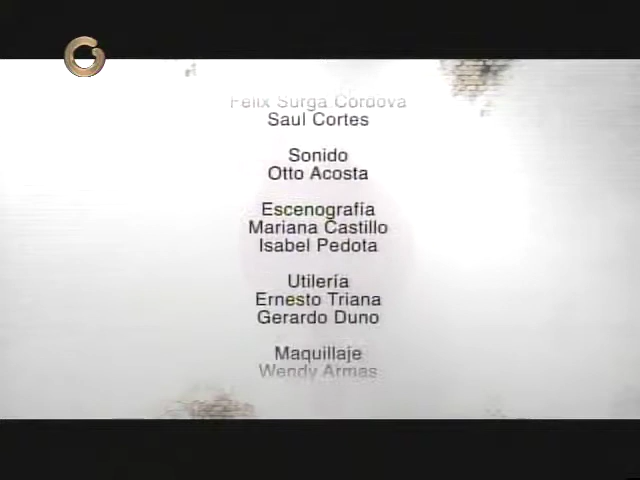 Felix Surga Cordova
Saul Cortes
Sonido
Otto Acosta
Escenografía
Mariana Castillo
Isabel Pedota
Utilería
Ernesto Triana
Gerardo Duno
Maquillaje
Wendy Armas